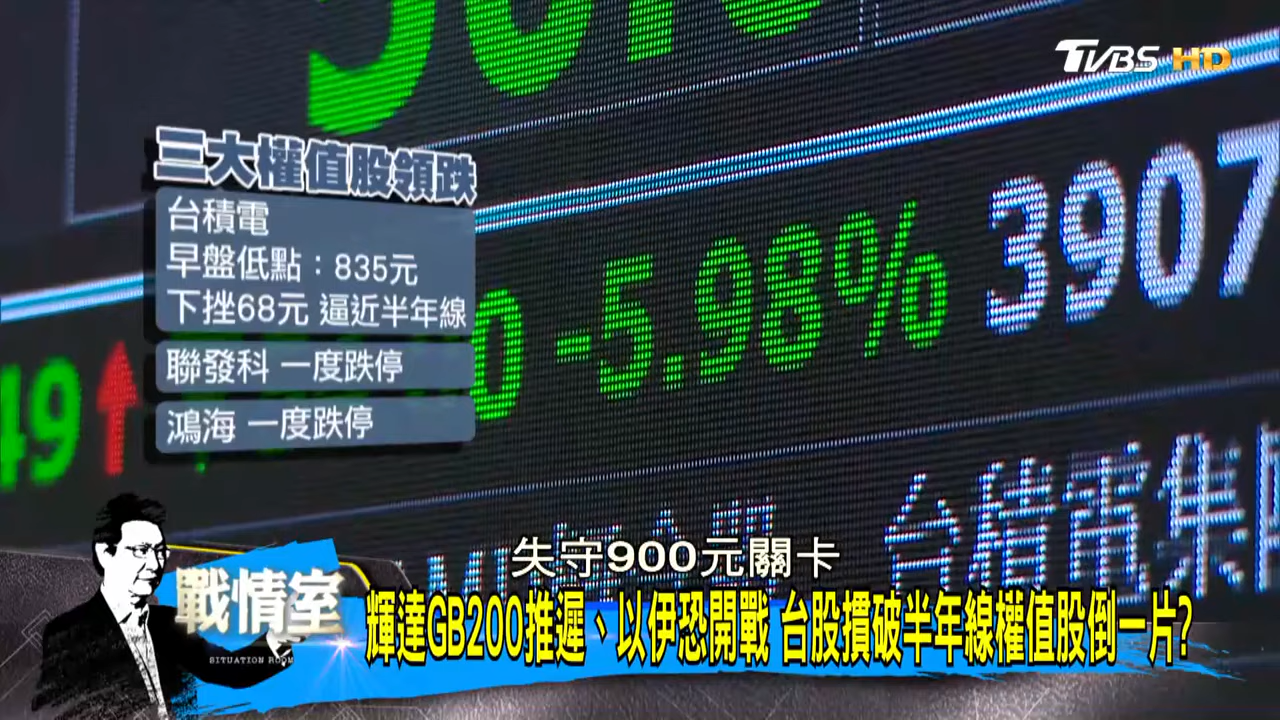 TVBS HD
三大權值股領跌
台積電
早盤低點：835元
下挫68元 逼近半年線
聯發科 一度跌停
鴻海 一度跌停
49
0 -5.98%
3907
台積電集團
失守900元關卡
戰情室
SITUATION ROOM
輝達GB200推遲、以伊恐開戰 台股摜破半年線權值股倒一片?